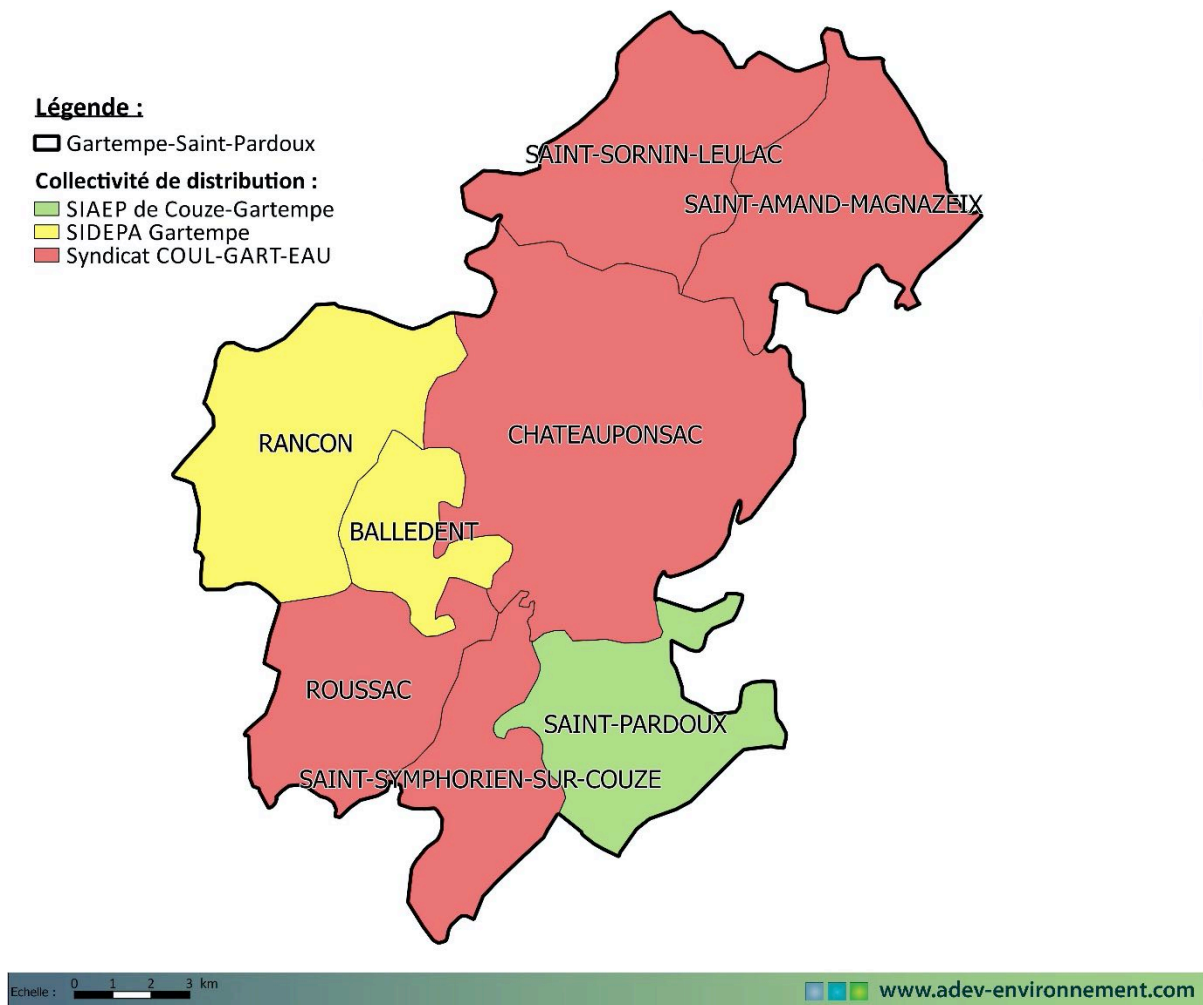 Légende :
Gartempe-Saint-Pardoux
Collectivité de distribution :
SIAEP de Couze-Gartempe
SIDEPA Gartempe
Syndicat COUL-GART-EAU
SAINT-SORNIN-LEULAC
SAINT-AMAND-MAGNAZEIX
RANCON
CHATEAUPONSAC
BALLEDENT
ROUSSAC
SAINT-PARDOUX
SAINT-SYMPHORIEN-SUR-COUZE
Echelle : 0 1 2 3 km
www.adev-environnement.com